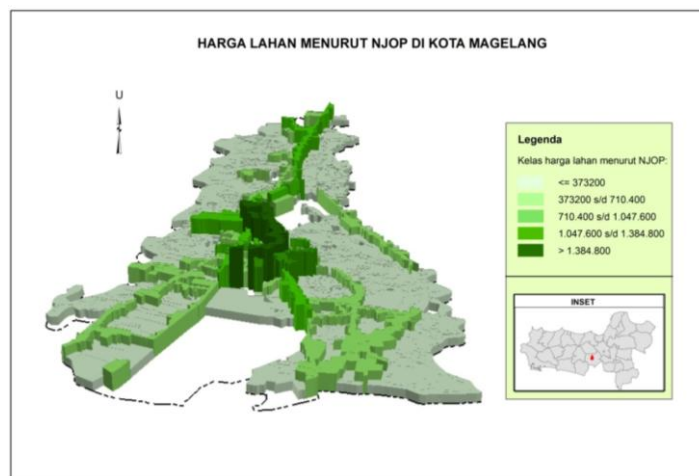 HARGA LAHAN MENURUT NJOP DI KOTA MAGELANG
U
Legenda
Kelas harga lahan menurut NJOP:
<= 373200
373200 s/d 710.400
710.400 s/d 1.047.600
1.047.600 s/d 1.384.800
> 1.384.800
INSET